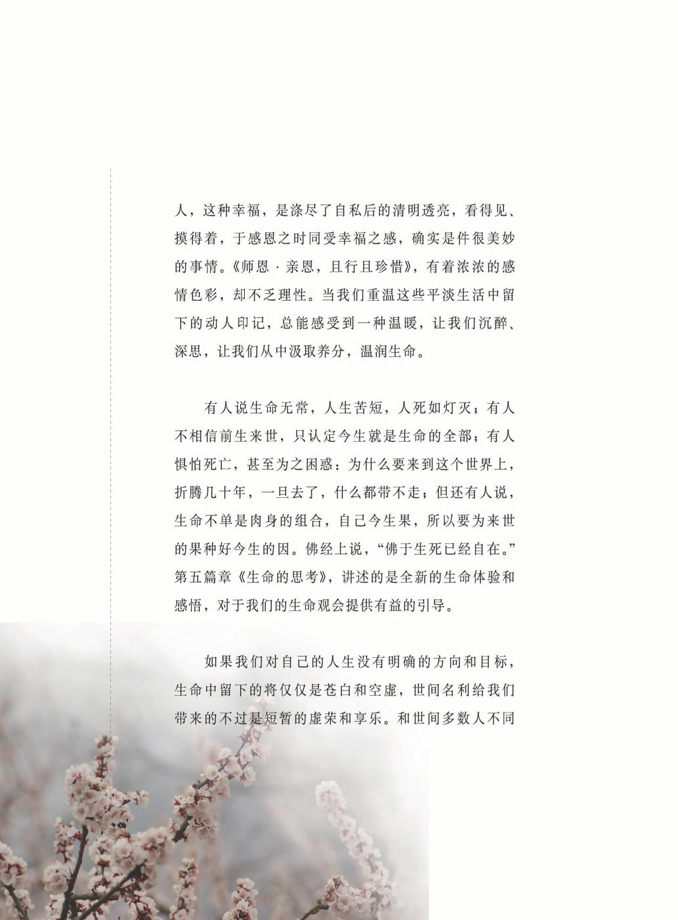 人，这种幸福，是涤尽了自私后的清明透亮，看得见、
摸得着，于感恩之时同受幸福之感，确实是件很美妙
的事情。《师恩·亲恩，且行且珍惜》，有着浓浓的感
情色彩，却不乏理性。当我们重温这些平淡生活中留
下的动人印记，总能感受到一种温暖，让我们沉醉、
深思，让我们从中汲取养分，温润生命。
有人说生命无常，人生苦短，人死如灯灭；有人
不相信前生来世，只认定今生就是生命的全部；有人
惧怕死亡，甚至为之困惑：为什么要来到这个世界上，
折腾几十年，一旦去了，什么都带不走；但还有人说，
生命不单是肉身的组合，自己今生果，所以要为来世
的果种好今生的因。佛经上说，“佛于生死已经自在。”
第五篇章《生命的思考》，讲述的是全新的生命体验和
感悟，对于我们的生命观会提供有益的引导。
如果我们对自己的人生没有明确的方向和目标，
生命中留下的将仅仅是苍白和空虚，世间名利给我们
带来的不过是短暂的虚荣和享乐。和世间多数人不同